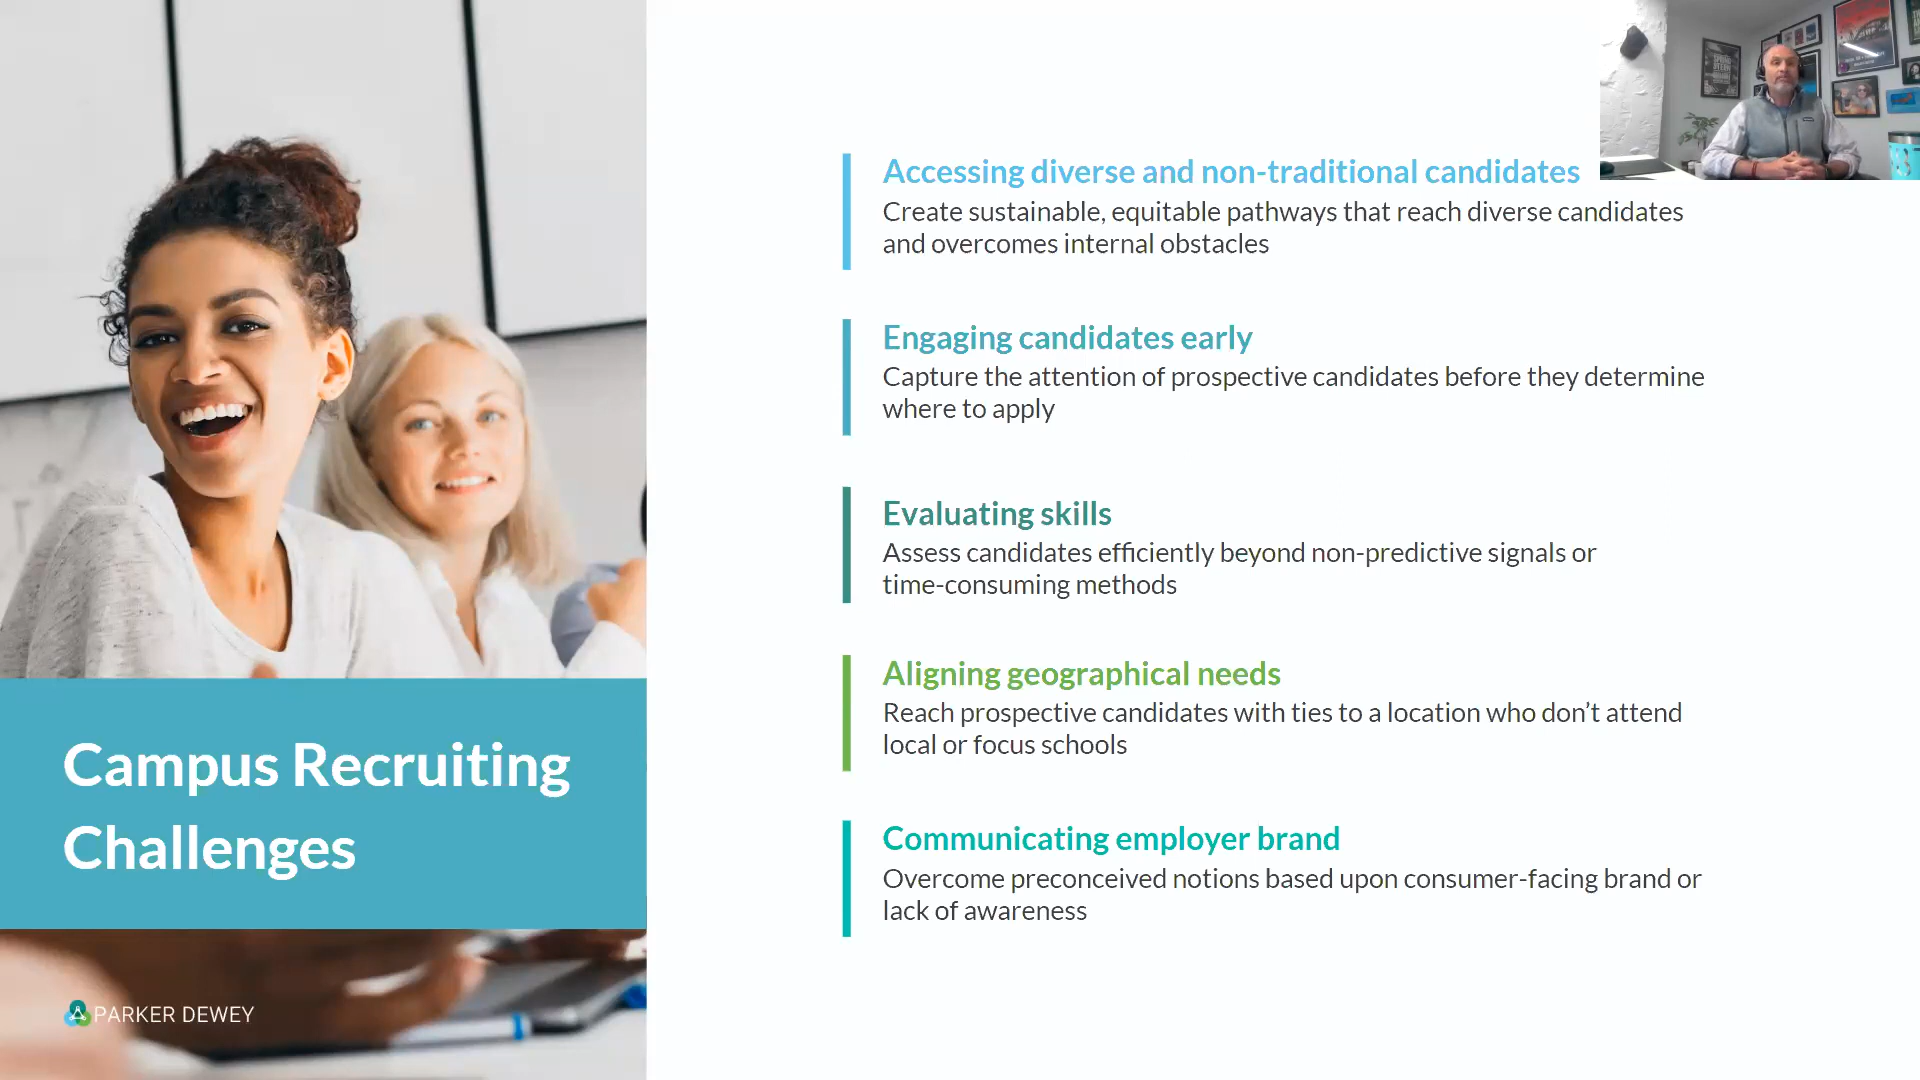 Campus Recruiting
Challenges
PARKER DEWEY
Accessing diverse and non-traditional candidates
Create sustainable, equitable pathways that reach diverse candidates
and overcomes internal obstacles
Engaging candidates early
Capture the attention of prospective candidates before they determine
where to apply
Evaluating skills
Assess candidates efficiently beyond non-predictive signals or
time-consuming methods
Aligning geographical needs
Reach prospective candidates with ties to a location who don’t attend
local or focus schools
Communicating employer brand
Overcome preconceived notions based upon consumer-facing brand or
lack of awareness